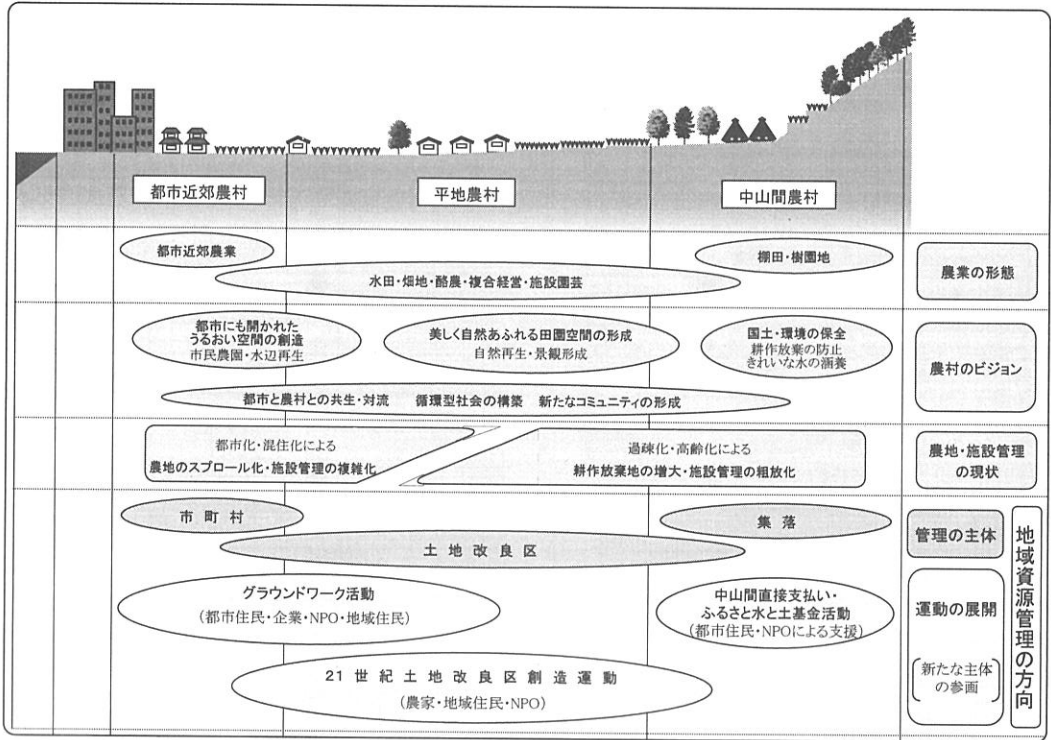 都市近郊農村
平地農村
中山間農村
都市近郊農業
棚田・樹園地
水田・畑地・酪農・複合経営・施設園芸
農業の形態
都市にも開かれた
うるおい空間の創造
市民農園・水辺再生
美しく自然あふれる田園空間の形成
自然再生・景観形成
国土・環境の保全
耕作放棄の防止
きれいな水の涵養
都市と農村との共生・対流 循環型社会の構築 新たなコミュニティの形成
農村のビジョン
都市化・混住化による
農地のスプロール化・施設管理の複雑化
過疎化・高齢化による
耕作放棄地の増大・施設管理の粗放化
農地・施設管理
の現状
市町村
集落
土地改良区
管理の主体
グラウンドワーク活動
(都市住民・企業・NPO・地域住民)
中山間直接支払い・
ふるさと水と土基金活動
(都市住民・NPOによる支援)
21世紀土地改良区創造運動
(農家・地域住民・NPO)
運動の展開
新たな主体
の参画
地域資源管理の方向